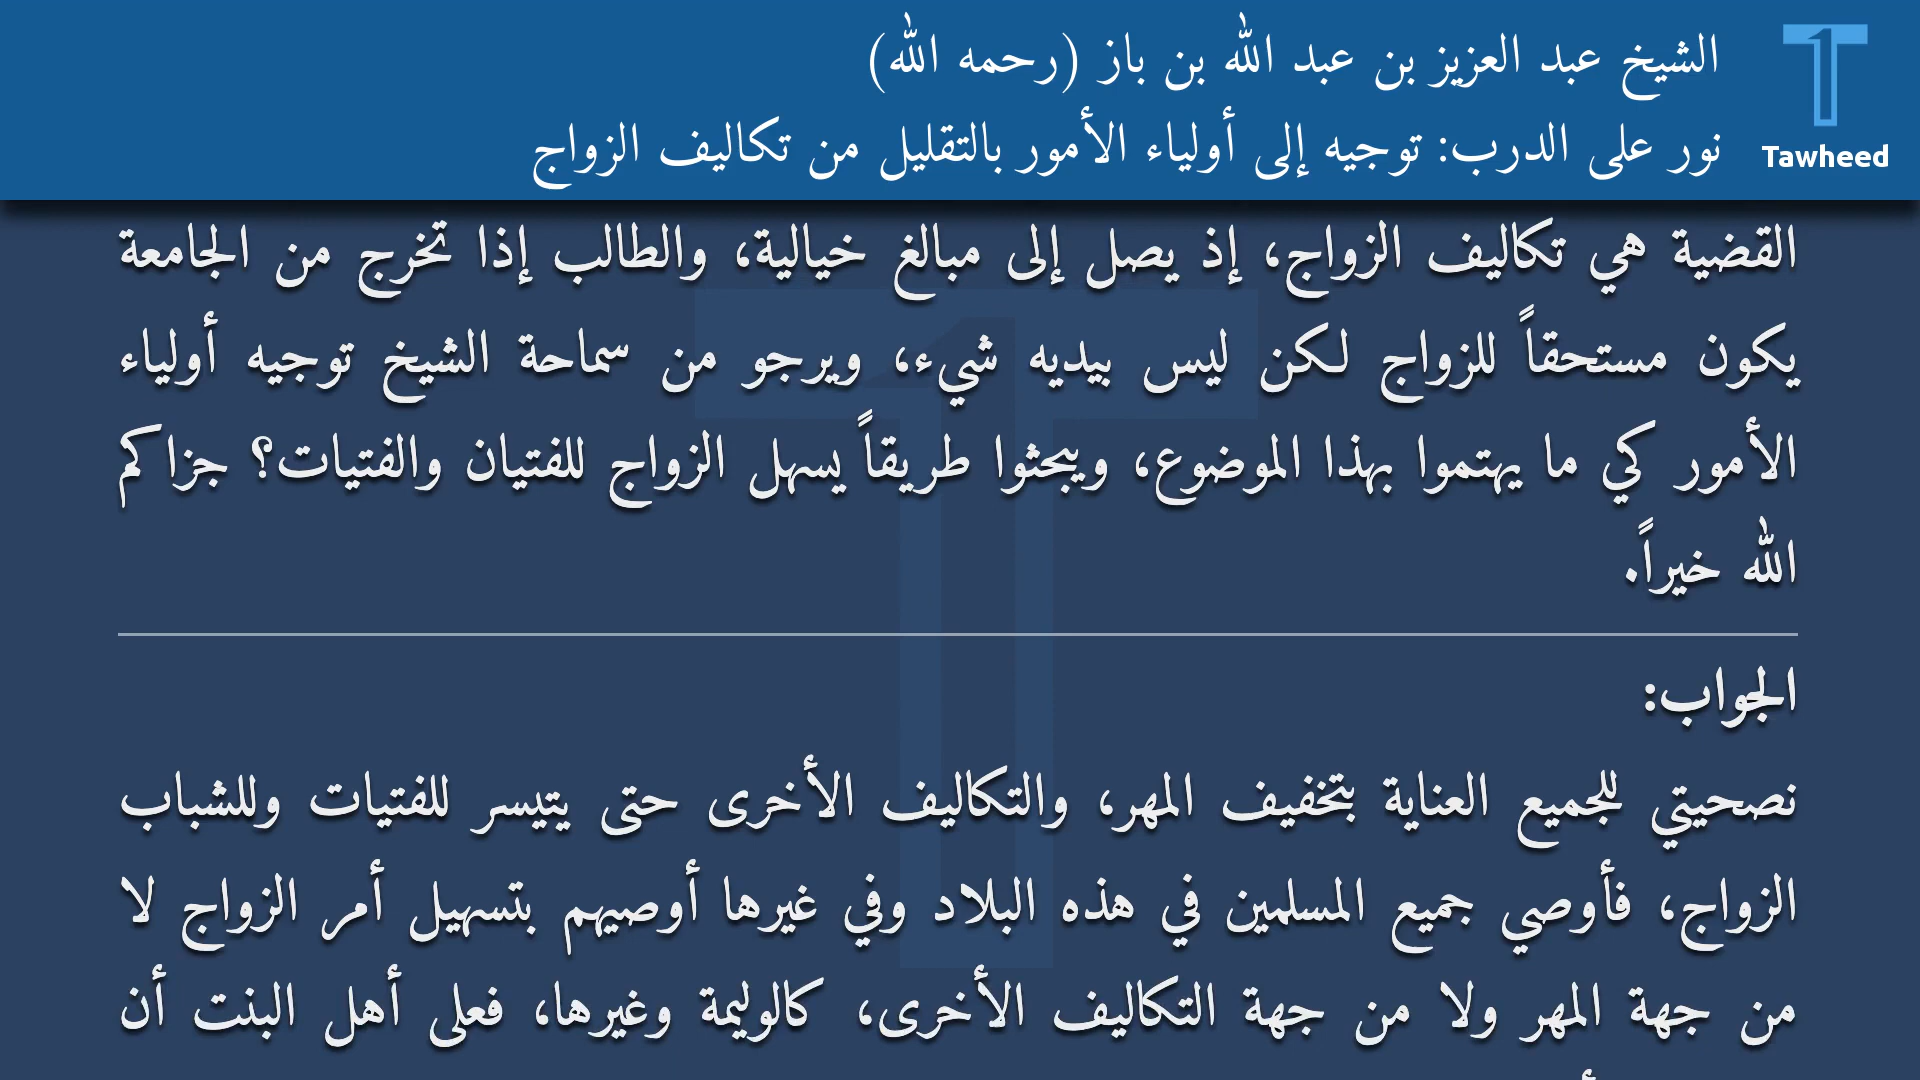 الشيخ عبد العزيز بن عبد الله بن باز (رحمه الله)
نور على الدرب: توجيه إلى أولياء الأمور بالتقليل من تكاليف الزواج
Tawheed
القضية هي تكاليف الزواج، إذ يصل إلى مبالغ خيالية، والطالب إذا تخرج من الجامعة
يكون مستحقاً للزواج لكن ليس بيديه شيء، ويرجو من سماحة الشيخ توجيه أولياء
الأمور كي ما يهتموا بهذا الموضوع، ويبحثوا طريقاً يسهل الزواج للفتيان والفتيات؟ جزاكم
الله خيراً.
الجواب:
نصحيتي للجميع العناية بتخفيف المهر، والتكاليف الأخرى حتى يتيسر للفتيات وللشباب
الزواج، فأوصي جميع المسلمين في هذه البلاد وفي غيرها أوصيهم بتسهيل أمر الزواج لا
من جهة المهر ولا من جهة التكاليف الأخرى، كالوليمة وغيرها، فعلى أهل البنت أن